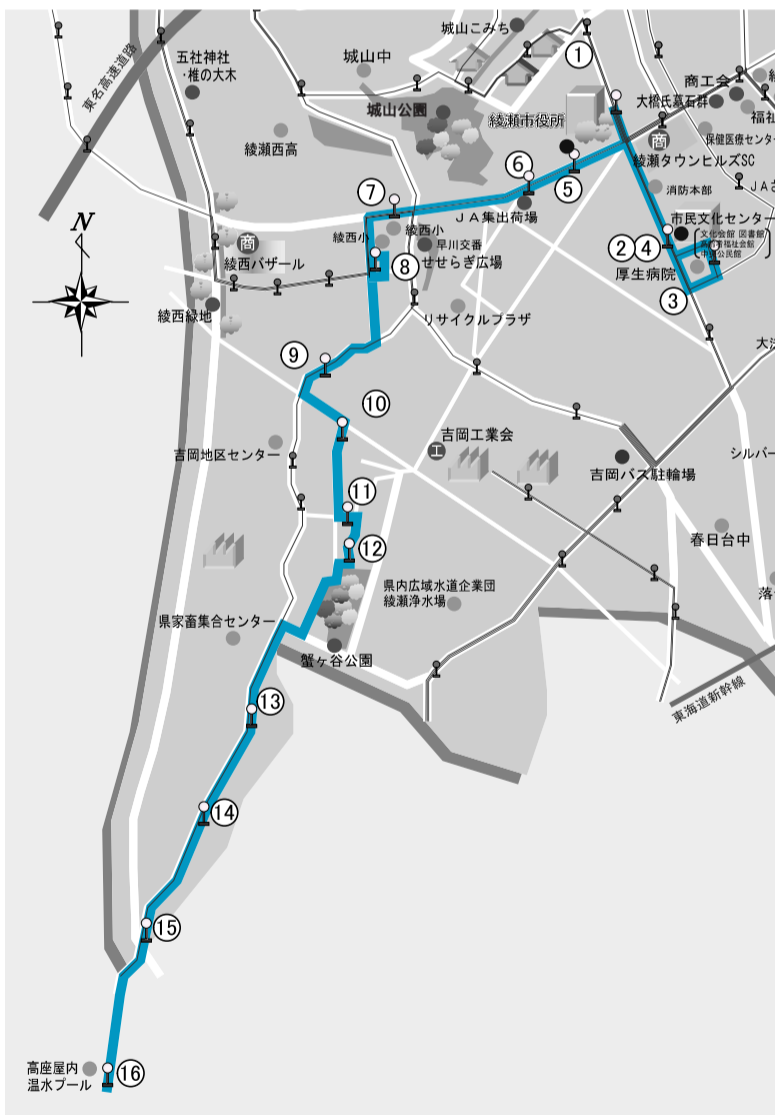 城山こみち
①
五社神社
・椎の大木
城山中
東名高速道路
商工会
大橋氏墓石群
城山公園
綾瀬市役所
福祉
保健医療センター
綾瀬西高
商
綾瀬タウンヒルズSC
⑥
⑤
消防本部
JAさ
⑦
JA集出荷場
N
綾西小
綾西小
市民文化センター
文化会館 図書館
中央公民館
②④
商
早川交番
綾西バザール
⑧
せせらぎ広場
厚生病院
③
綾西緑地
リサイクルプラザ
⑨
⑩
吉岡工業会
工
吉岡地区センター
吉岡バス駐輪場
シルバー
⑪
春日台中
⑫
県内広域水道企業団
綾瀬浄水場
落
県家畜集合センター
蟹ヶ谷公園
東海道新幹線
⑬
⑭
⑮
高座屋内
温水プール
⑯